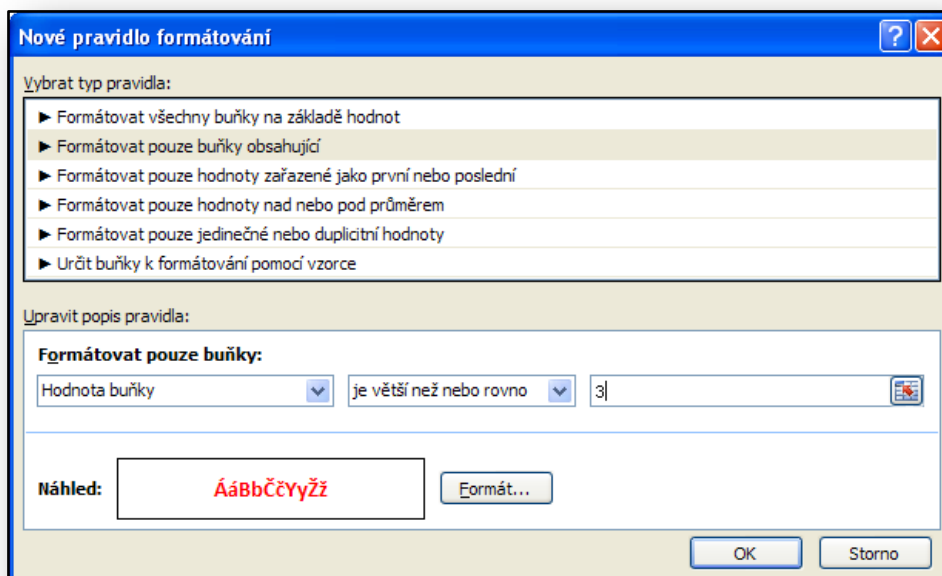 Nové pravidlo formátování
Vybrat typ pravidla:
► Formátovat všechny buňky na základě hodnot
► Formátovat pouze buňky obsahující
► Formátovat pouze hodnoty zařazené jako první nebo poslední
► Formátovat pouze hodnoty nad nebo pod průměrem
► Formátovat pouze jedinečné nebo duplicitní hodnoty
► Určit buňky k formátování pomocí vzorce
Upravit popis pravidla:
Formátovat pouze buňky:
Hodnota buňky je větší než nebo rovno 3
Náhled: ÁáBbČčYyŽž Formát...
OK Storno